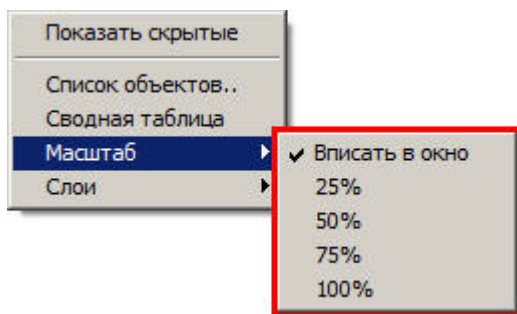 Показать скрытые
Список объектов..
Сводная таблица
Масштаб
Слои
Вписать в окно
25%
50%
75%
100%